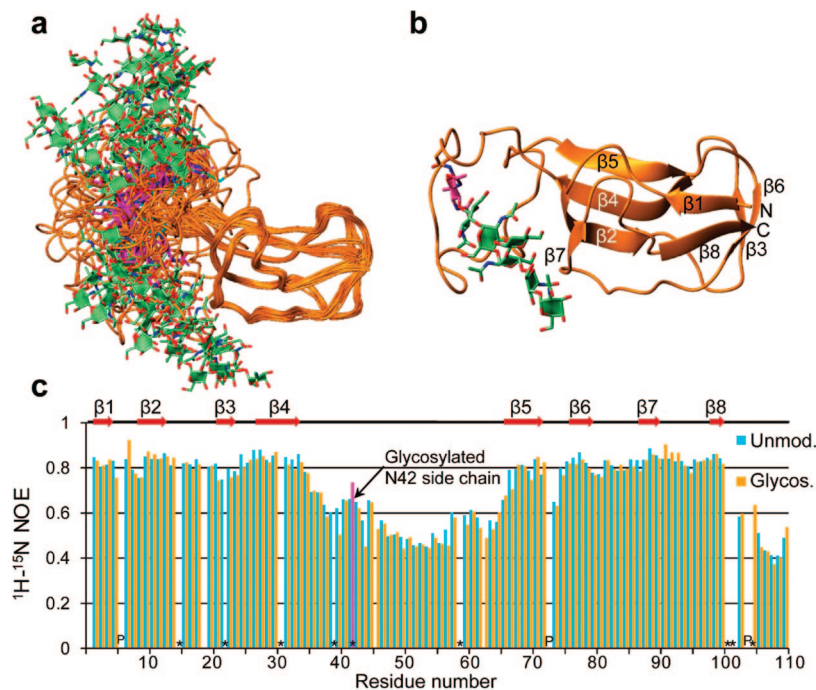 a
b
β5
β4
β1
β6
N
β2
C
β7
β8
β3
c
β1 β2 β3 β4 β5 β6 β7 β8
1
0.8
0.6
0.4
0.2
0
¹H-¹⁵N NOE
Glycosylated
N42 side chain
Unmod.
Glycos.
P * * * * * * P ** P *
10 20 30 40 50 60 70 80 90 100 110
Residue number